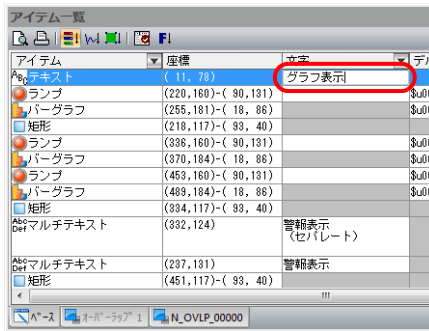 アイテム一覧
アイテム 座標 文字
テキスト ( 11, 78) グラフ表示
ランプ (220,160)-( 90,131)
バーグラフ (255,181)-( 18, 86)
矩形 (218,117)-( 93, 40)
ランプ (336,160)-( 90,131)
バーグラフ (370,184)-( 18, 86)
ランプ (453,160)-( 90,131)
バーグラフ (489,184)-( 18, 86)
矩形 (334,117)-( 93, 40)
マルチテキスト (332,124) 警報表示
(セパレート)
マルチテキスト (237,131) 警報表示
矩形 (451,117)-( 93, 40)
ﾍﾞｰｽ ｵｰﾊﾞｰﾗｯﾌﾟ 1 N_OVLP_00000